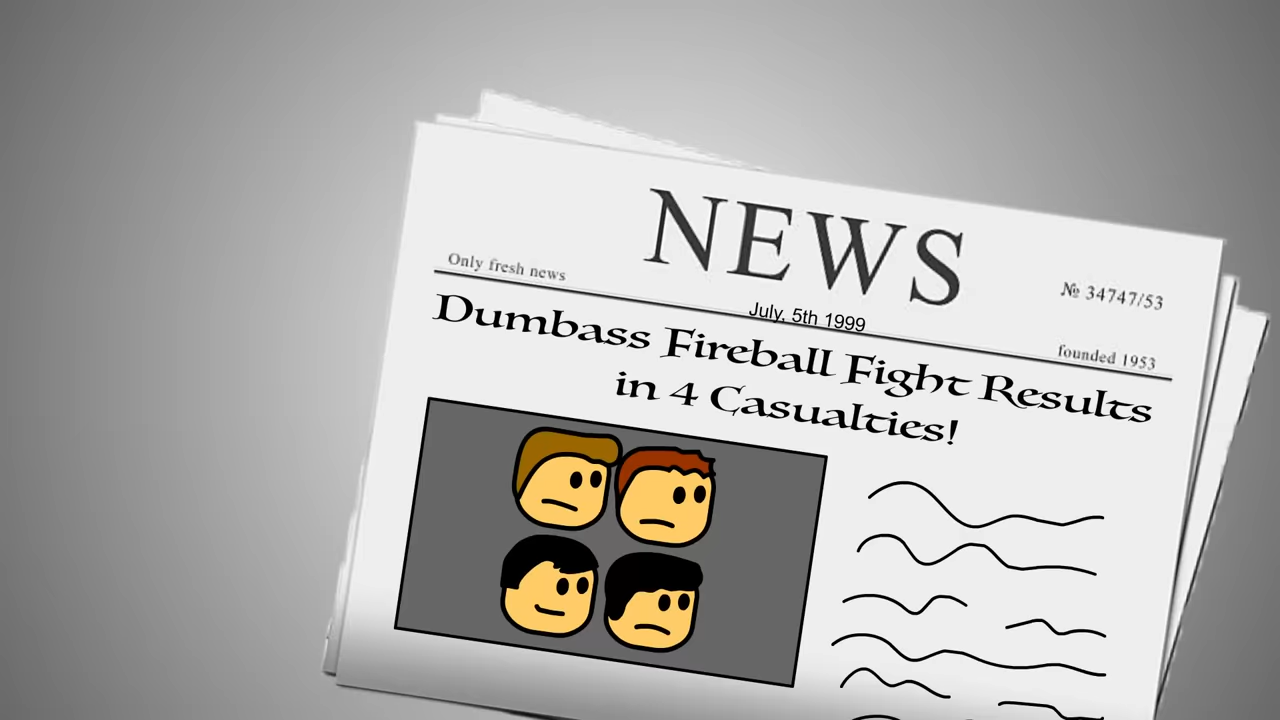 NEWS
Only fresh news
№ 34747/53
July, 5th 1999
founded 1953
Dumbass Fireball Fight Results
in 4 Casualties!